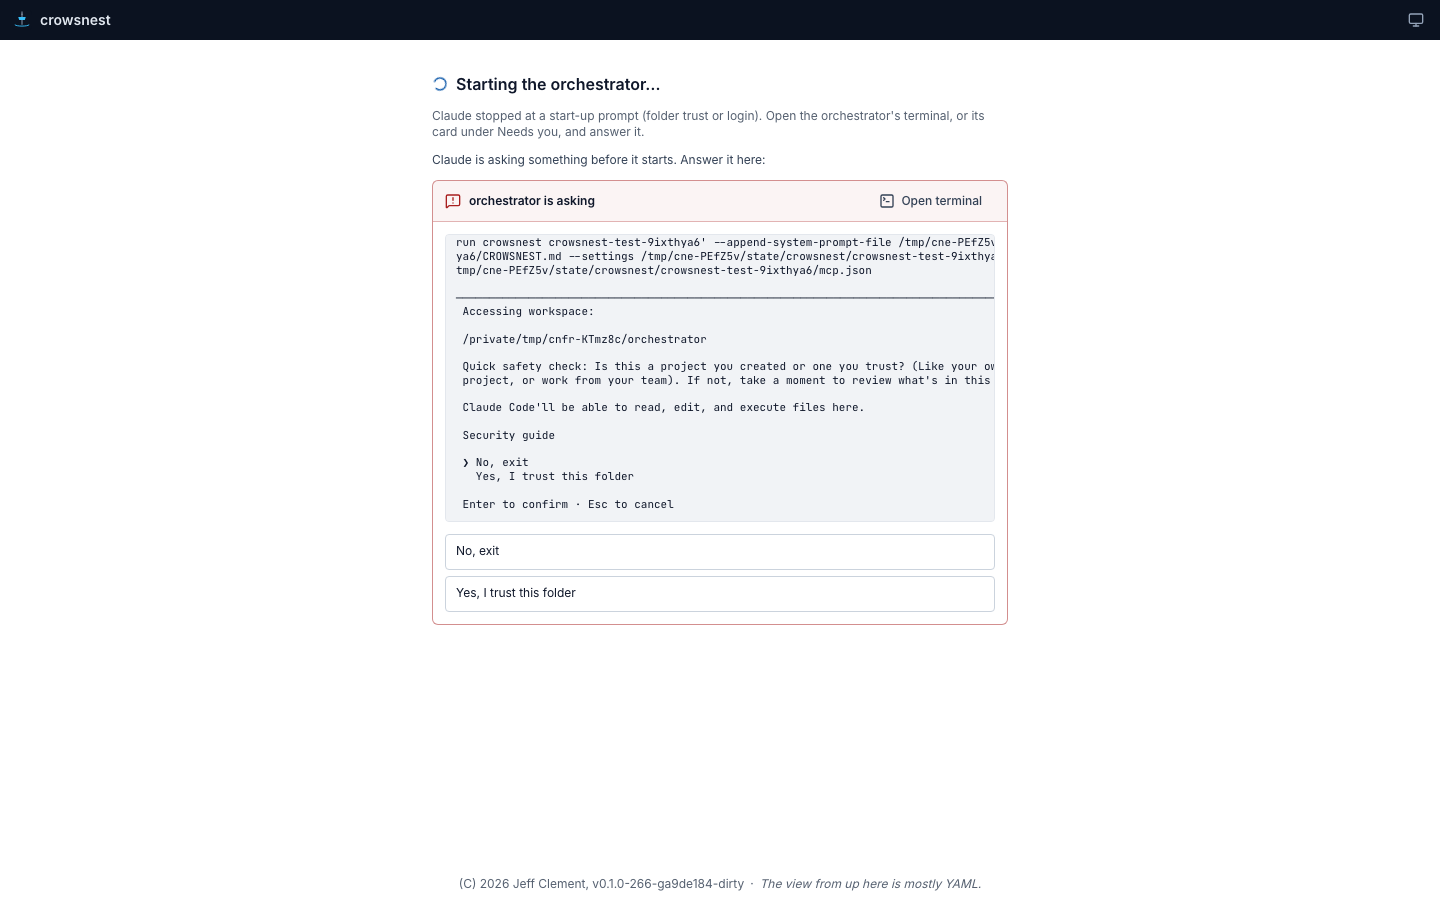 crowsnest
Starting the orchestrator...
Claude stopped at a start-up prompt (folder trust or login). Open the orchestrator's terminal, or its
card under Needs you, and answer it.
Claude is asking something before it starts. Answer it here:
orchestrator is asking
Open terminal
run crowsnest crowsnest-test-9ixthya6' --append-system-prompt-file /tmp/cne-PEfZ5v
ya6/CROWSNEST.md --settings /tmp/cne-PEfZ5v/state/crowsnest/crowsnest-test-9ixthya
tmp/cne-PEfZ5v/state/crowsnest/crowsnest-test-9ixthya6/mcp.json
Accessing workspace:
/private/tmp/cnfr-KTmz8c/orchestrator
Quick safety check: Is this a project you created or one you trust? (Like your ow
project, or work from your team). If not, take a moment to review what's in this
Claude Code'll be able to read, edit, and execute files here.
Security guide
❯ No, exit
Yes, I trust this folder
Enter to confirm · Esc to cancel
No, exit
Yes, I trust this folder
(C) 2026 Jeff Clement, v0.1.0-266-ga9de184-dirty · The view from up here is mostly YAML.